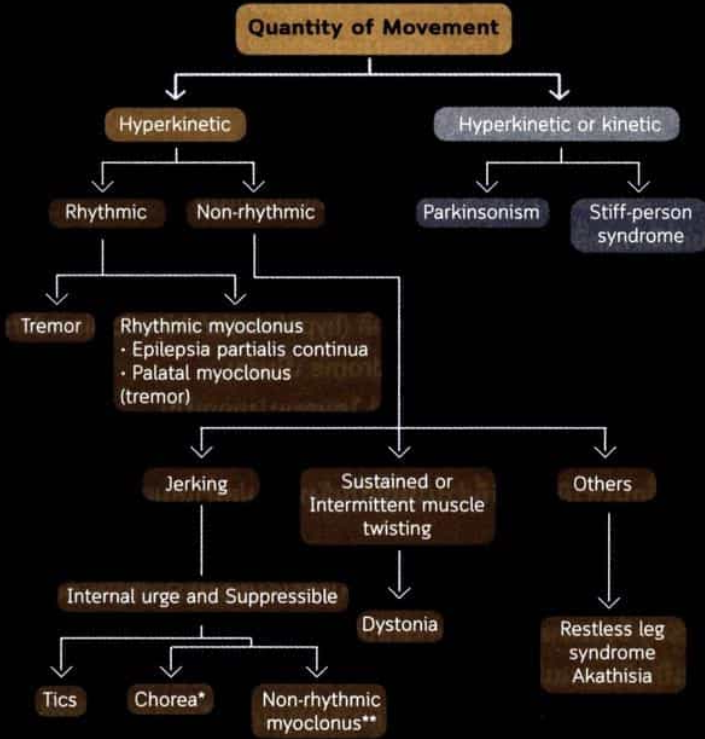 Quantity of Movement
Hyperkinetic
Hyperkinetic or kinetic
Rhythmic
Non-rhythmic
Parkinsonism
Stiff-person
syndrome
Tremor
Rhythmic myoclonus
· Epilepsia partialis continua
· Palatal myoclonus
(tremor)
Jerking
Sustained or
Intermittent muscle
twisting
Others
Internal urge and Suppressible
Dystonia
Restless leg
syndrome
Akathisia
Tics
Chorea*
Non-rhythmic
myoclonus**